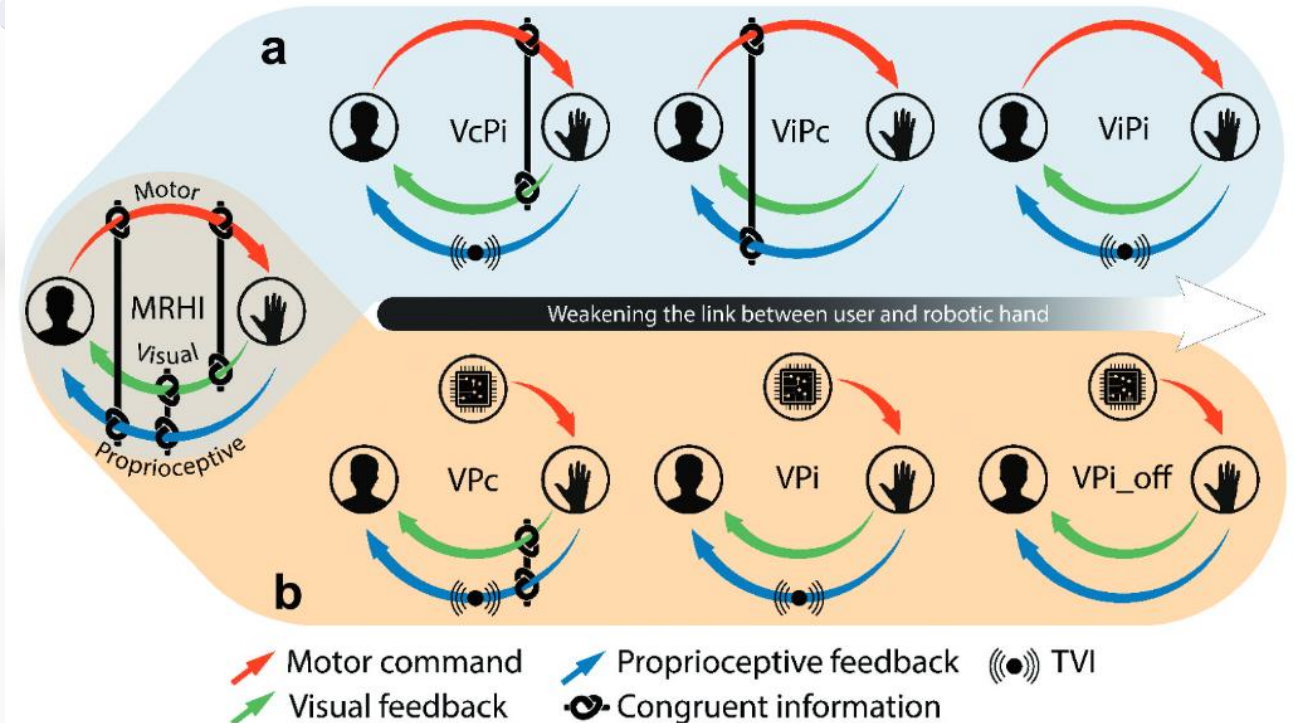 a
VcPi
ViPc
ViPi
Motor
MRHI
Visual
Proprioceptive
Weakening the link between user and robotic hand
VPc
VPi
VPi_off
b
Motor command
Proprioceptive feedback
TVI
Visual feedback
Congruent information